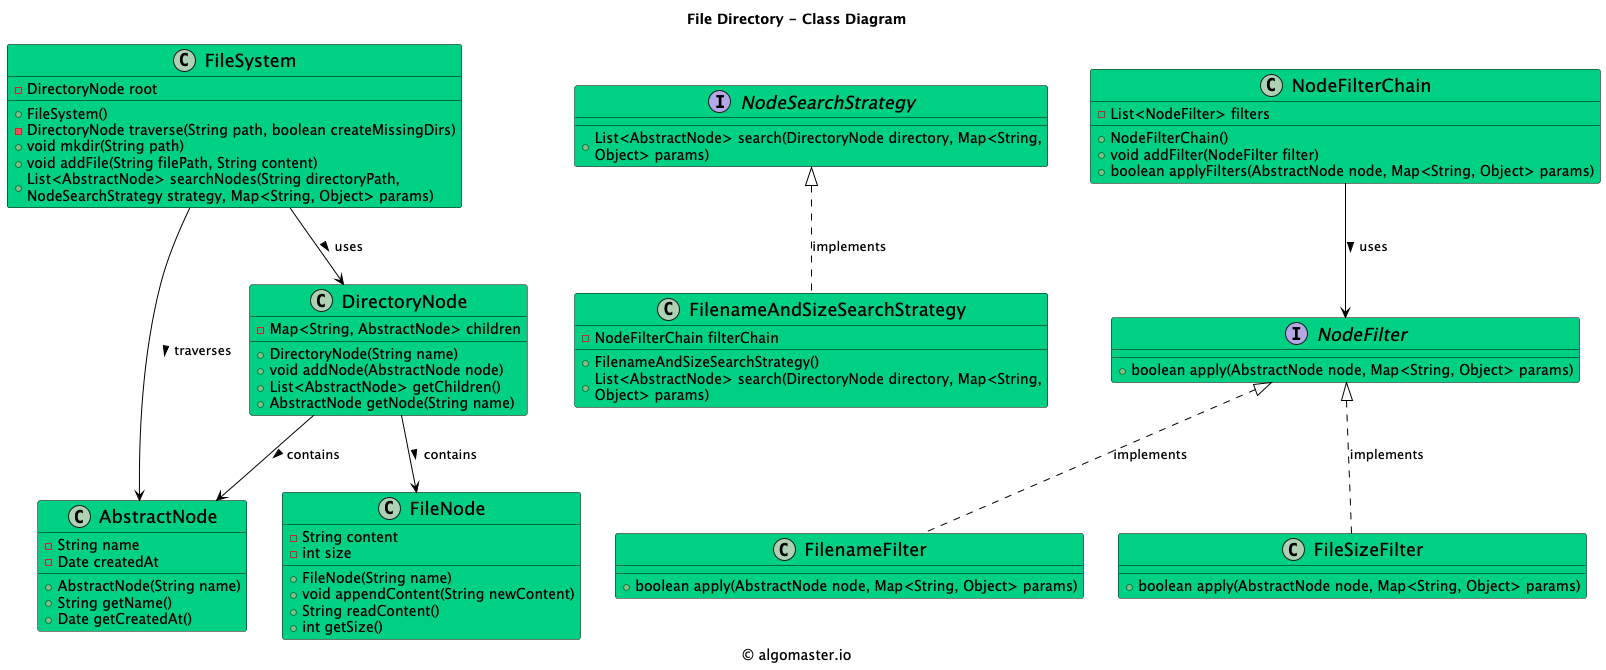 File Directory - Class Diagram
C FileSystem
DirectoryNode root
FileSystem()
DirectoryNode traverse(String path, boolean createMissingDirs)
void mkdir(String path)
void addFile(String filePath, String content)
List<AbstractNode> searchNodes(String directoryPath,
NodeSearchStrategy strategy, Map<String, Object> params)
I NodeSearchStrategy
List<AbstractNode> search(DirectoryNode directory, Map<String,
Object> params)
C NodeFilterChain
List<NodeFilter> filters
NodeFilterChain()
void addFilter(NodeFilter filter)
boolean applyFilters(AbstractNode node, Map<String, Object> params)
uses
implements
uses
C DirectoryNode
Map<String, AbstractNode> children
DirectoryNode(String name)
void addNode(AbstractNode node)
List<AbstractNode> getChildren()
AbstractNode getNode(String name)
C FilenameAndSizeSearchStrategy
NodeFilterChain filterChain
FilenameAndSizeSearchStrategy()
List<AbstractNode> search(DirectoryNode directory, Map<String,
Object> params)
I NodeFilter
boolean apply(AbstractNode node, Map<String, Object> params)
traverses
contains
contains
implements
implements
C AbstractNode
String name
Date createdAt
AbstractNode(String name)
String getName()
Date getCreatedAt()
C FileNode
String content
int size
FileNode(String name)
void appendContent(String newContent)
String readContent()
int getSize()
C FilenameFilter
boolean apply(AbstractNode node, Map<String, Object> params)
C FileSizeFilter
boolean apply(AbstractNode node, Map<String, Object> params)
© algomaster.io